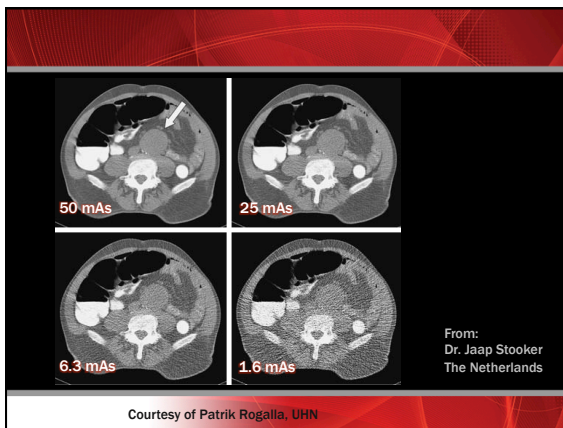 50 mAs
25 mAs
6.3 mAs
1.6 mAs
From:
Dr. Jaap Stooker
The Netherlands
Courtesy of Patrik Rogalla, UHN